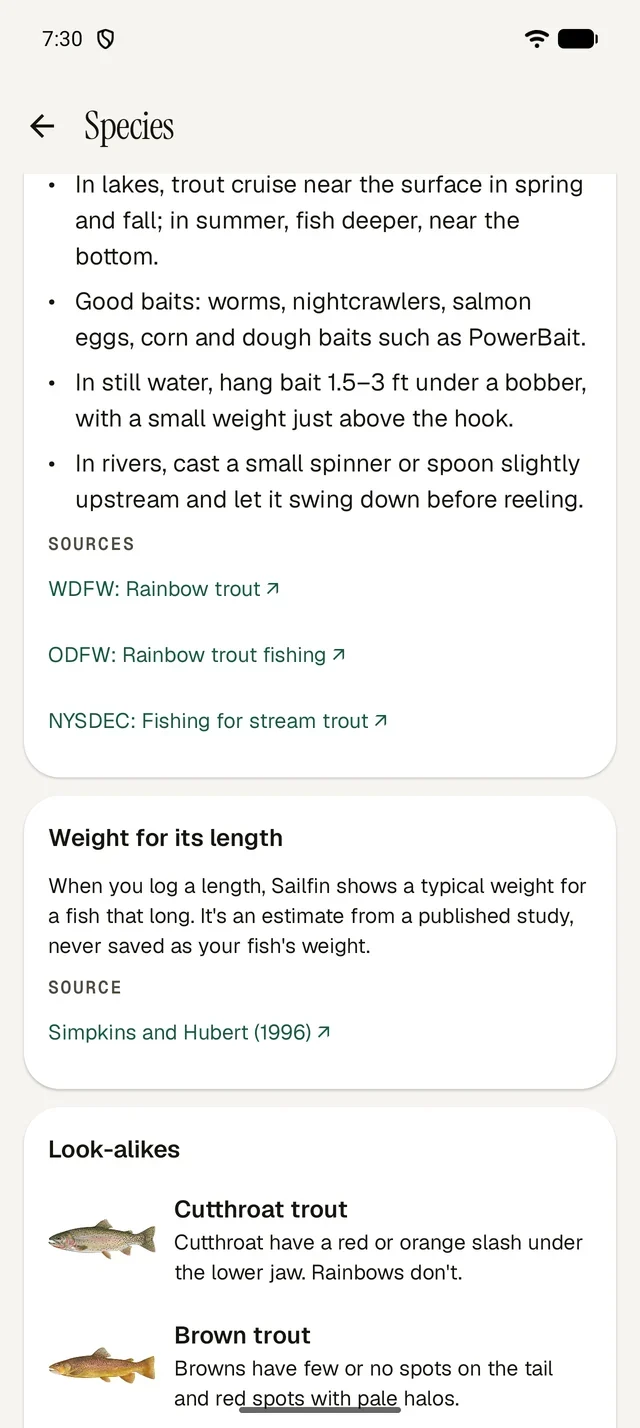 7:30
Species
• In lakes, trout cruise near the surface in spring
and fall; in summer, fish deeper, near the
bottom.
• Good baits: worms, nightcrawlers, salmon
eggs, corn and dough baits such as PowerBait.
• In still water, hang bait 1.5–3 ft under a bobber,
with a small weight just above the hook.
• In rivers, cast a small spinner or spoon slightly
upstream and let it swing down before reeling.
SOURCES
WDFW: Rainbow trout ↗
ODFW: Rainbow trout fishing ↗
NYSDEC: Fishing for stream trout ↗
Weight for its length
When you log a length, Sailfin shows a typical weight for
a fish that long. It's an estimate from a published study,
never saved as your fish's weight.
SOURCE
Simpkins and Hubert (1996) ↗
Look-alikes
Cutthroat trout
Cutthroat have a red or orange slash under
the lower jaw. Rainbows don't.
Brown trout
Browns have few or no spots on the tail
and red spots with pale halos.